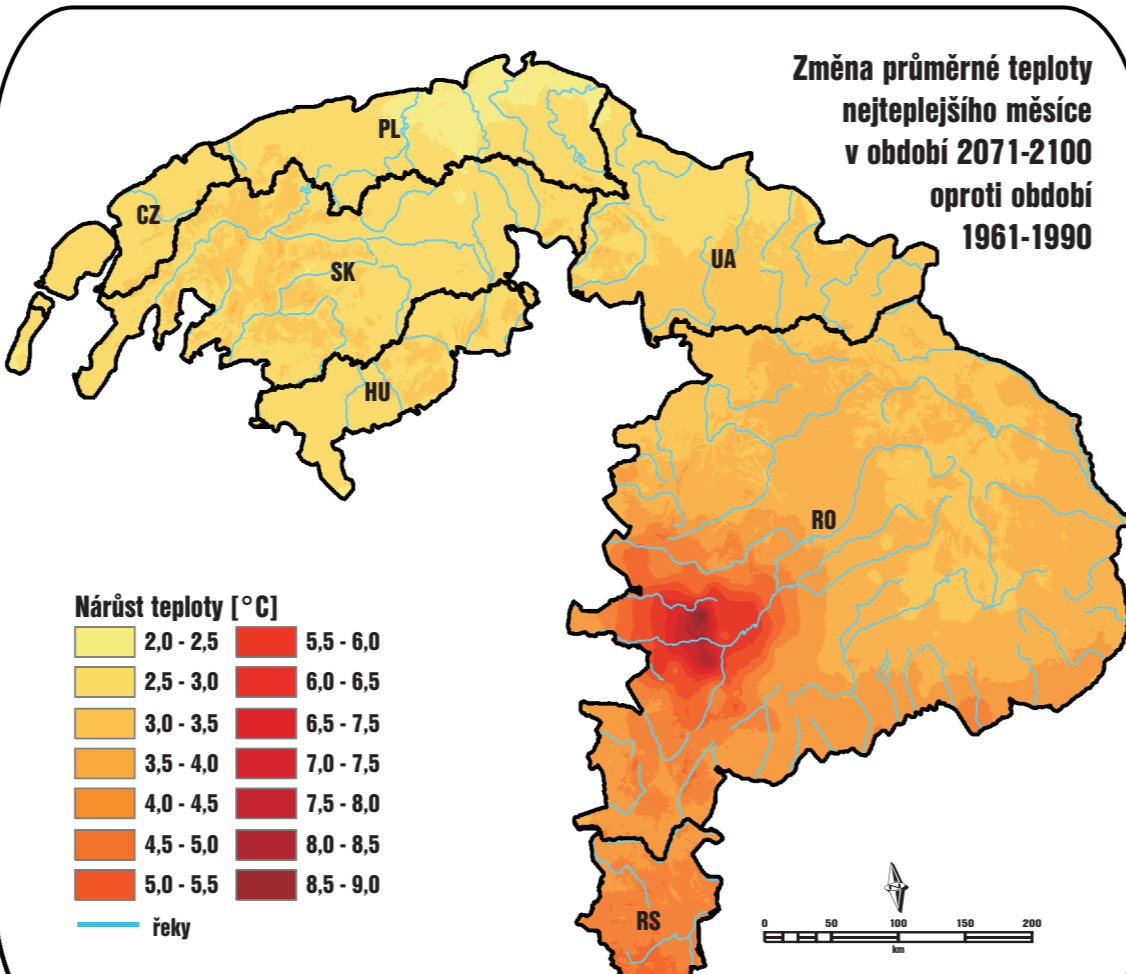 Změna průměrné teploty
nejteplejšího měsíce
v období 2071-2100
oproti období
1961-1990
PL
CZ
SK
UA
HU
RO
RS
Nárůst teploty [°C]
2,0 - 2,5
2,5 - 3,0
3,0 - 3,5
3,5 - 4,0
4,0 - 4,5
4,5 - 5,0
5,0 - 5,5
5,5 - 6,0
6,0 - 6,5
6,5 - 7,5
7,0 - 7,5
7,5 - 8,0
8,0 - 8,5
8,5 - 9,0
řeky
0 50 100 150 200
km